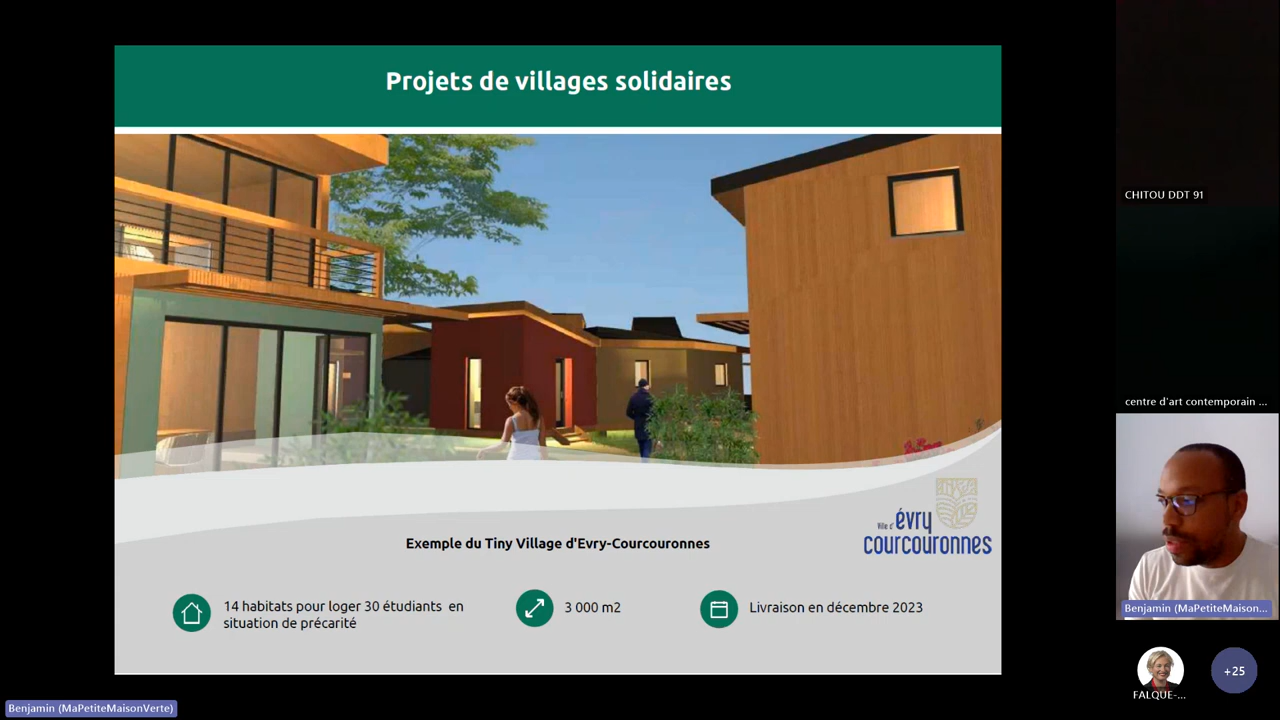 Projets de villages solidaires
Ville d'
évry
courcouronnes
Exemple du Tiny Village d'Evry-Courcouronnes
14 habitats pour loger 30 étudiants en
situation de précarité
3 000 m2
Livraison en décembre 2023
CHITOU DDT 91
centre d'art contemporain ...
Benjamin (MaPetiteMaison...
FALQUE-...
+25
Benjamin (MaPetiteMaisonVerte)